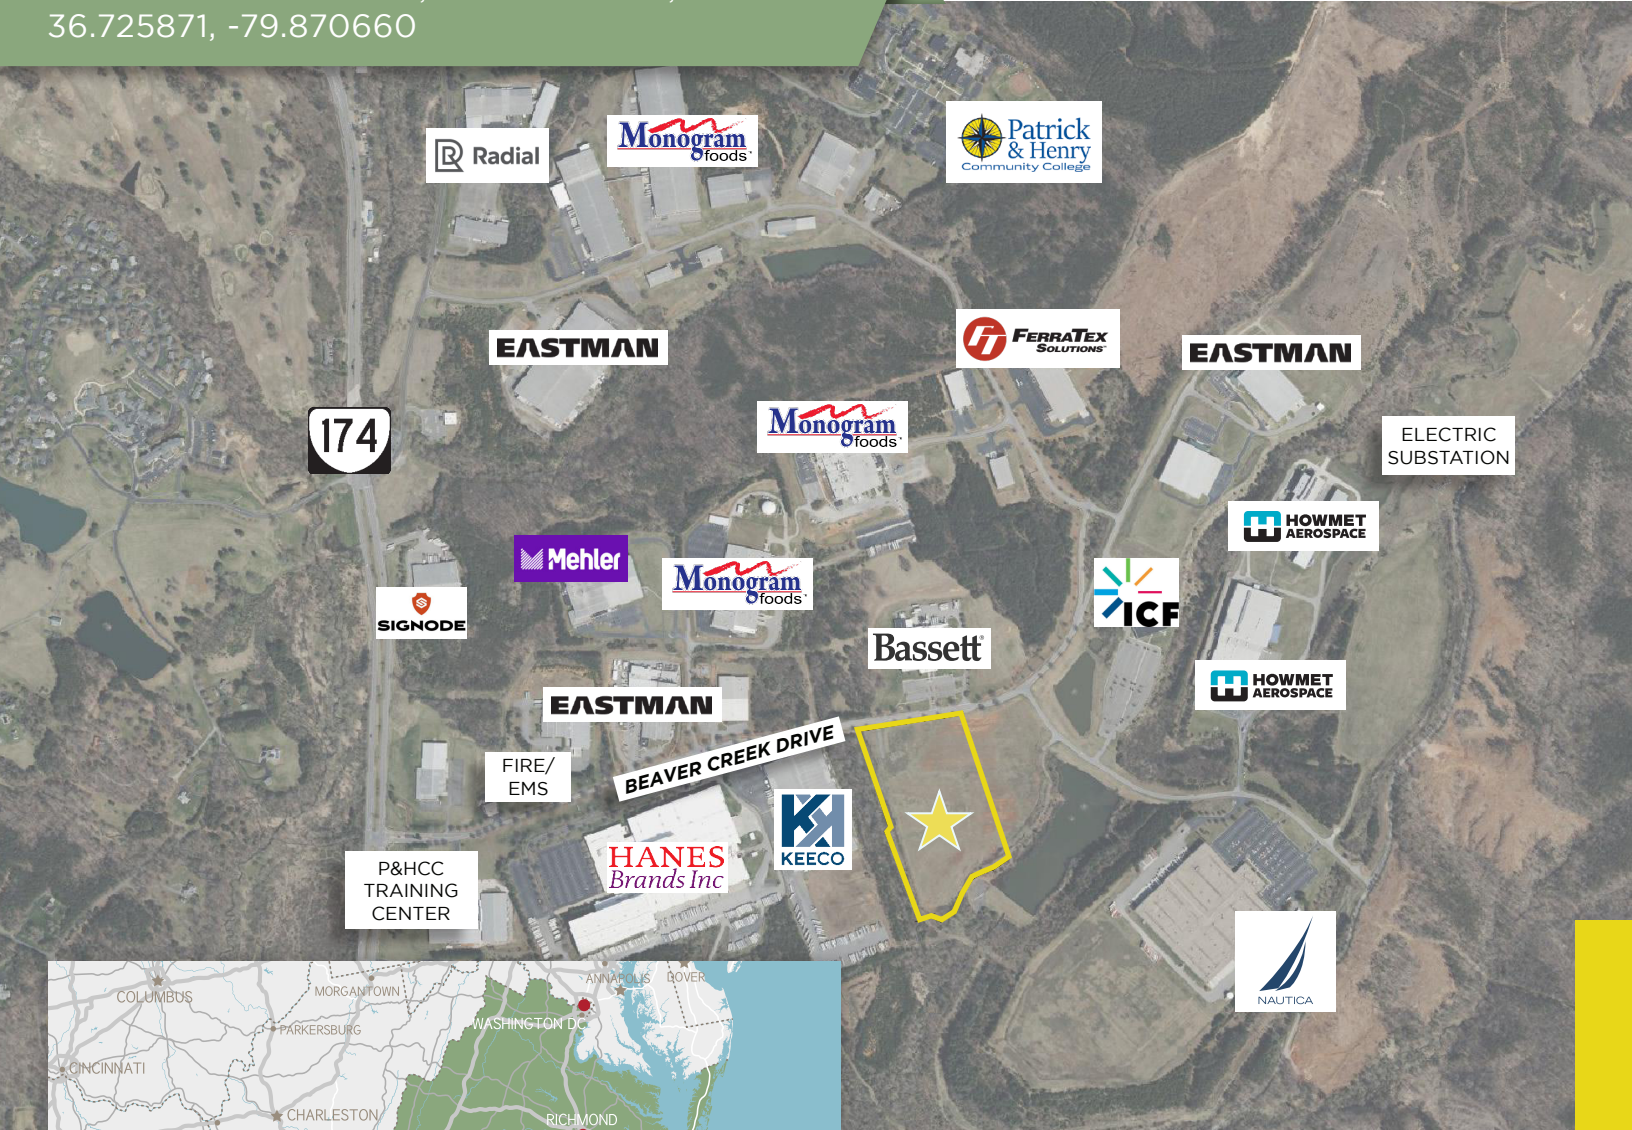 36.725871, -79.870660
Radial
Monogram
foods
Patrick
& Henry
Community College
EASTMAN
FERRATEX
SOLUTIONS
EASTMAN
174
Monogram
foods
ELECTRIC
SUBSTATION
HOWMET
AEROSPACE
Mehler
Monogram
foods
ICF
SIGNODE
Bassett
HOWMET
AEROSPACE
EASTMAN
BEAVER CREEK DRIVE
FIRE/
EMS
KEECO
HANES
Brands Inc
P&HCC
TRAINING
CENTER
NAUTICA
COLUMBUS
MORGANTOWN
ANNAPOLIS
DOVER
PARKERSBURG
WASHINGTON DC
CINCINNATI
CHARLESTON
RICHMOND